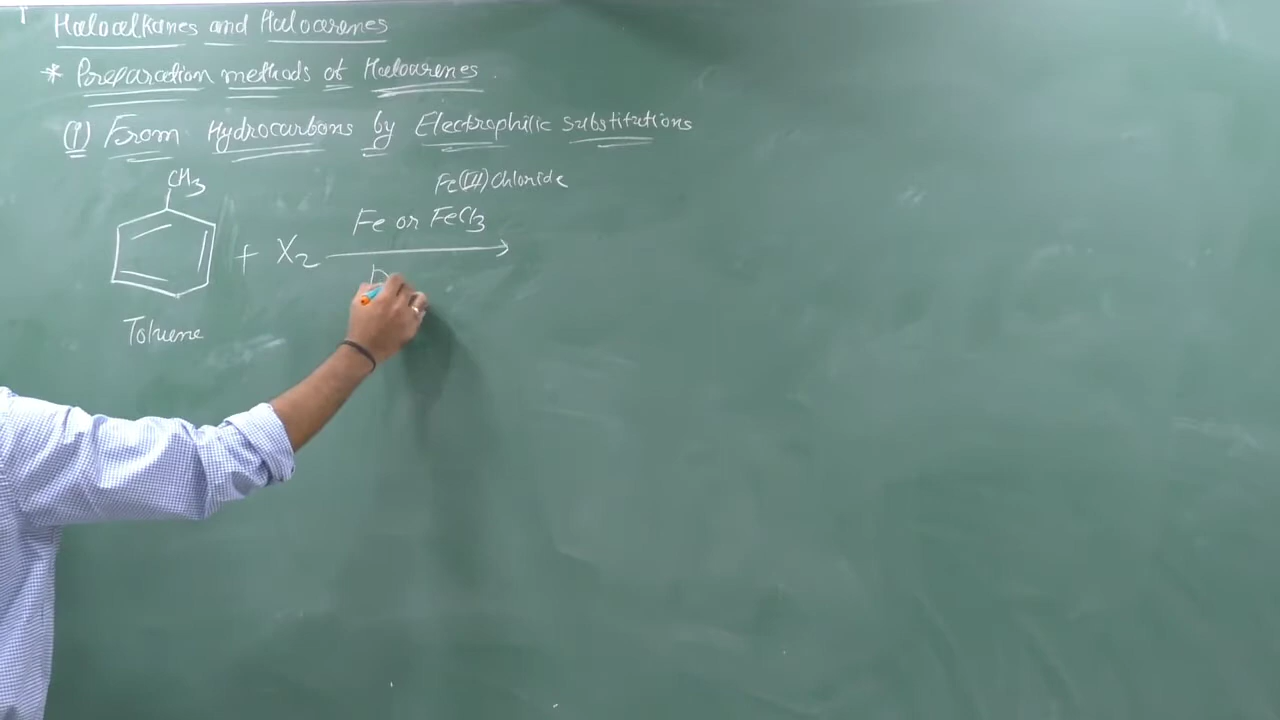 Haloalkanes and Haloarenes
* Preparation methods of Haloarenes.
(1) From Hydrocarbons by Electrophilic substitutions
CH3
Fe(III) Chloride
Fe or FeCl3
+ X2
Toluene